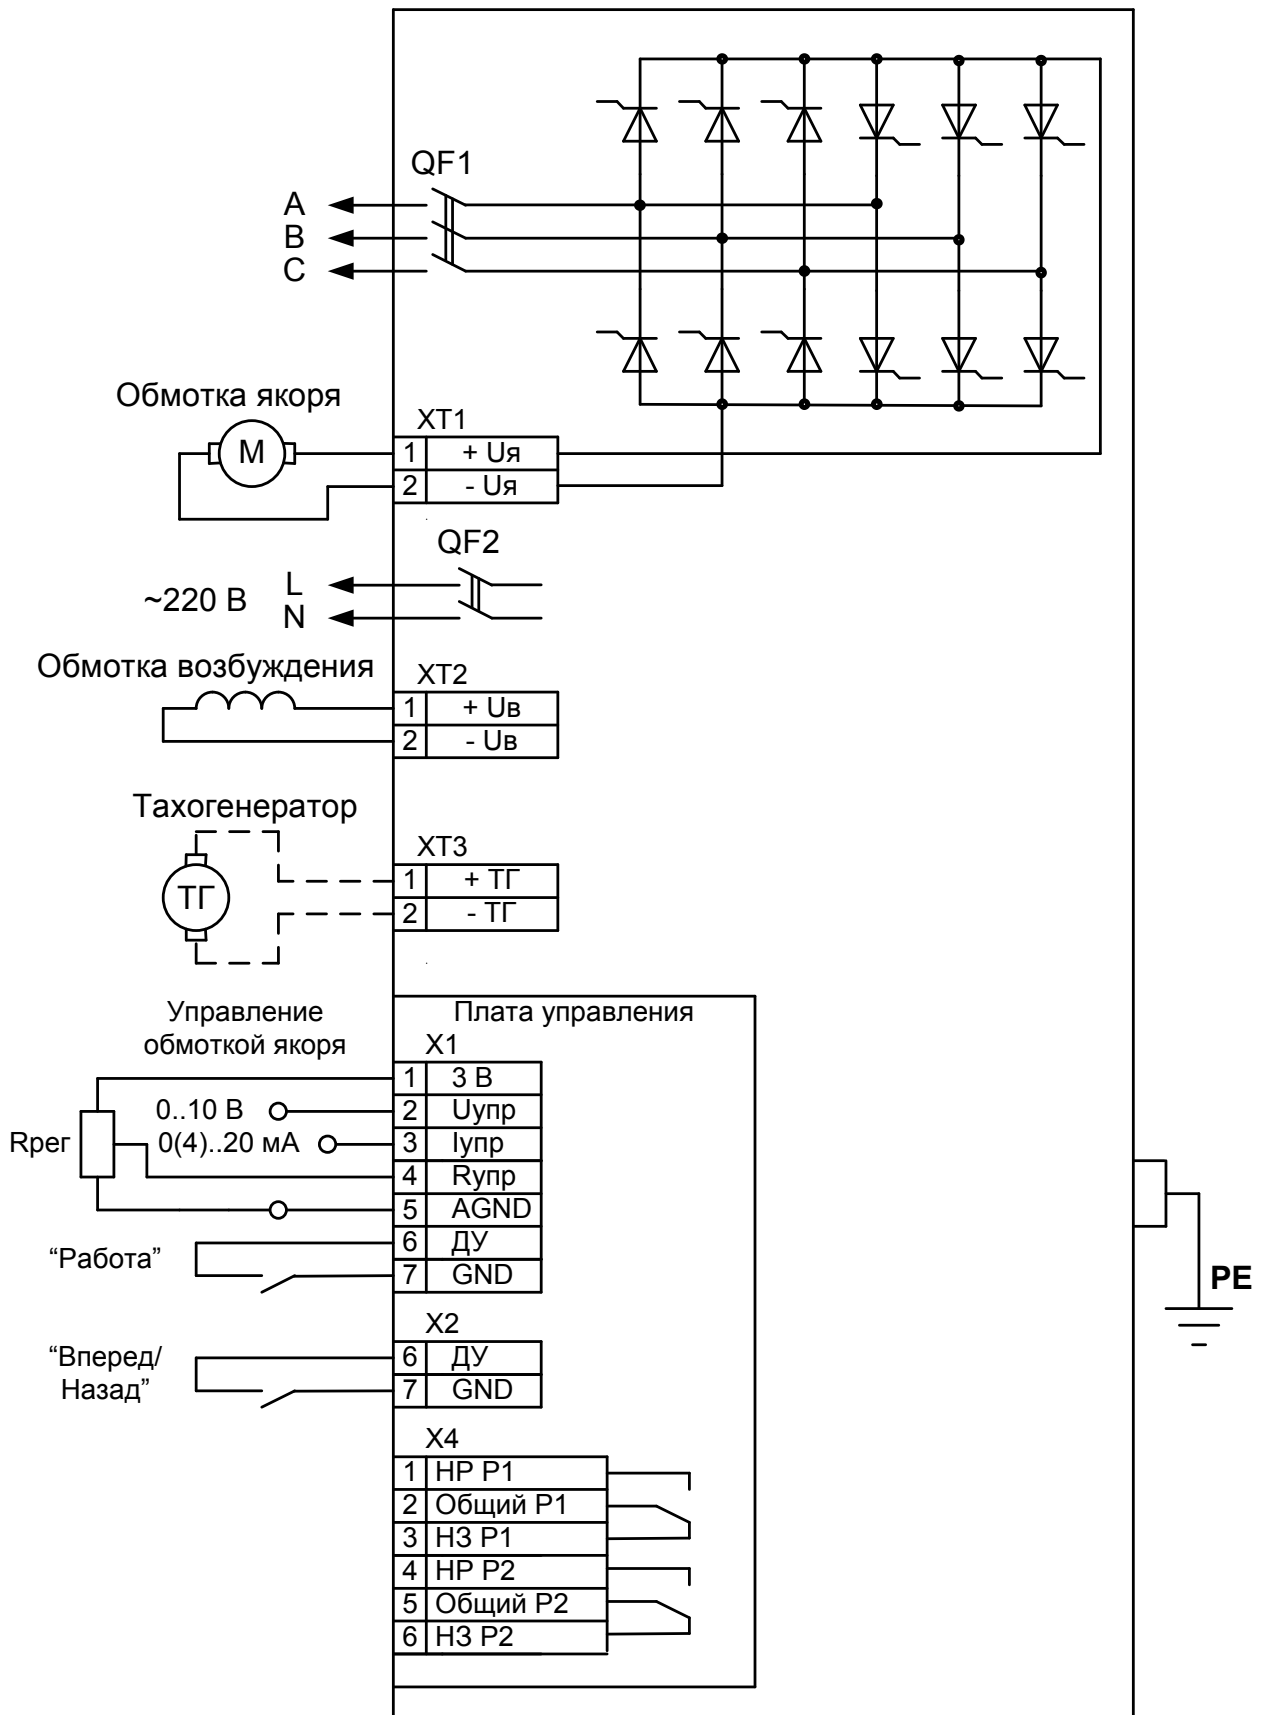 QF1
A
B
C
Обмотка якоря
M
XT1
1 + Uя
2 - Uя
QF2
~220 В
L
N
Обмотка возбуждения
XT2
1 + Uв
2 - Uв
Тахогенератор
ТГ
XT3
1 + ТГ
2 - ТГ
Управление
обмоткой якоря
Плата управления
X1
1 3 В
0..10 В 2 Uупр
0(4)..20 мА 3 Iупр
Rрег
4 Rупр
5 AGND
6 ДУ
“Работа”
7 GND
X2
“Вперед/
Назад”
6 ДУ
7 GND
X4
1 НР Р1
2 Общий Р1
3 НЗ Р1
4 НР Р2
5 Общий Р2
6 НЗ Р2
PE